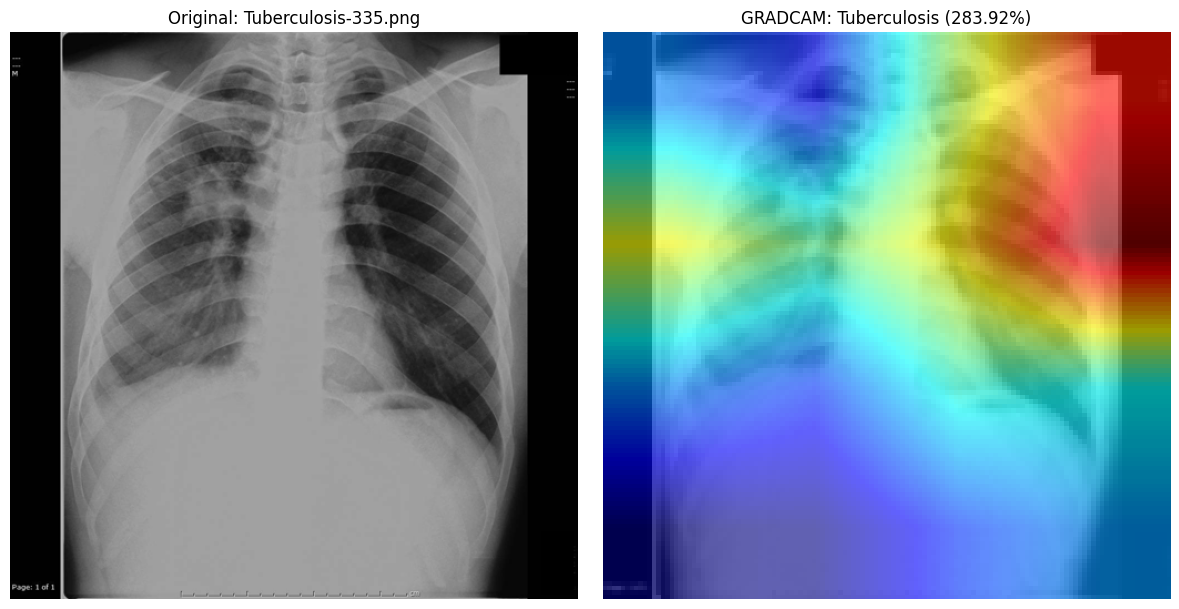 Original: Tuberculosis-335.png
GRADCAM: Tuberculosis (283.92%)
M
Page: 1 of 1